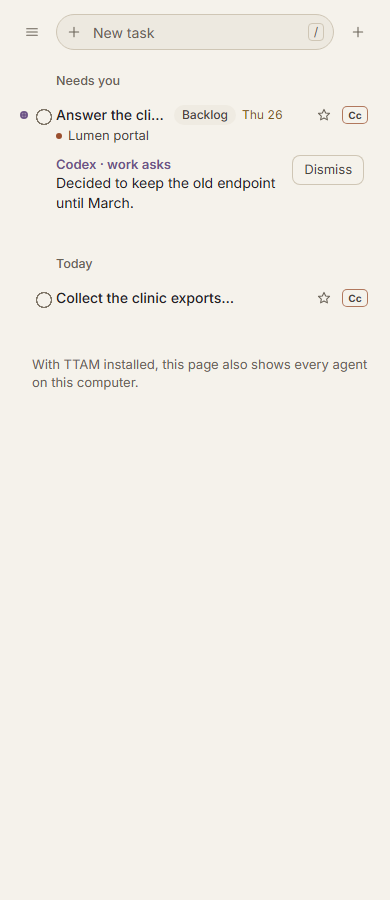 New task /
Needs you
Answer the cli... Backlog Thu 26 Cc
Lumen portal
Codex · work asks
Decided to keep the old endpoint
until March.
Dismiss
Today
Collect the clinic exports... Cc
With TTAM installed, this page also shows every agent
on this computer.